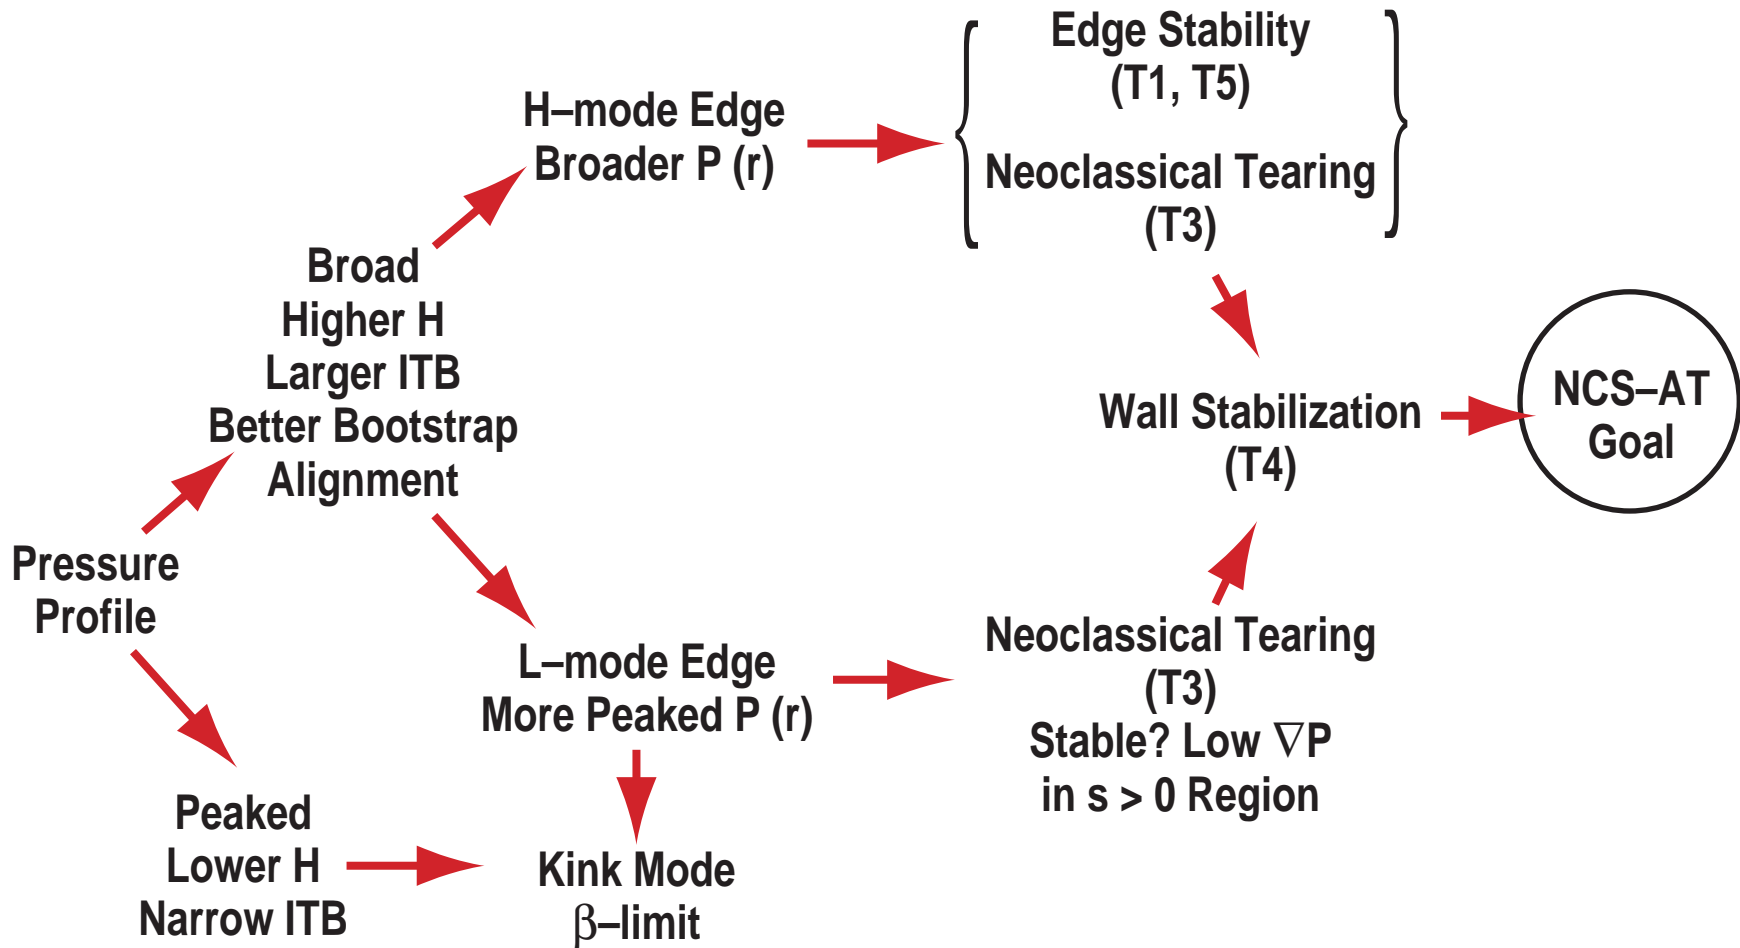 Pressure
Profile
Broad
Higher H
Larger ITB
Better Bootstrap
Alignment
Peaked
Lower H
Narrow ITB
H–mode Edge
Broader P (r)
L–mode Edge
More Peaked P (r)
Kink Mode
β–limit
Edge Stability
(T1, T5)
Neoclassical Tearing
(T3)
Neoclassical Tearing
(T3)
Stable? Low ∇P
in s > 0 Region
Wall Stabilization
(T4)
NCS–AT
Goal